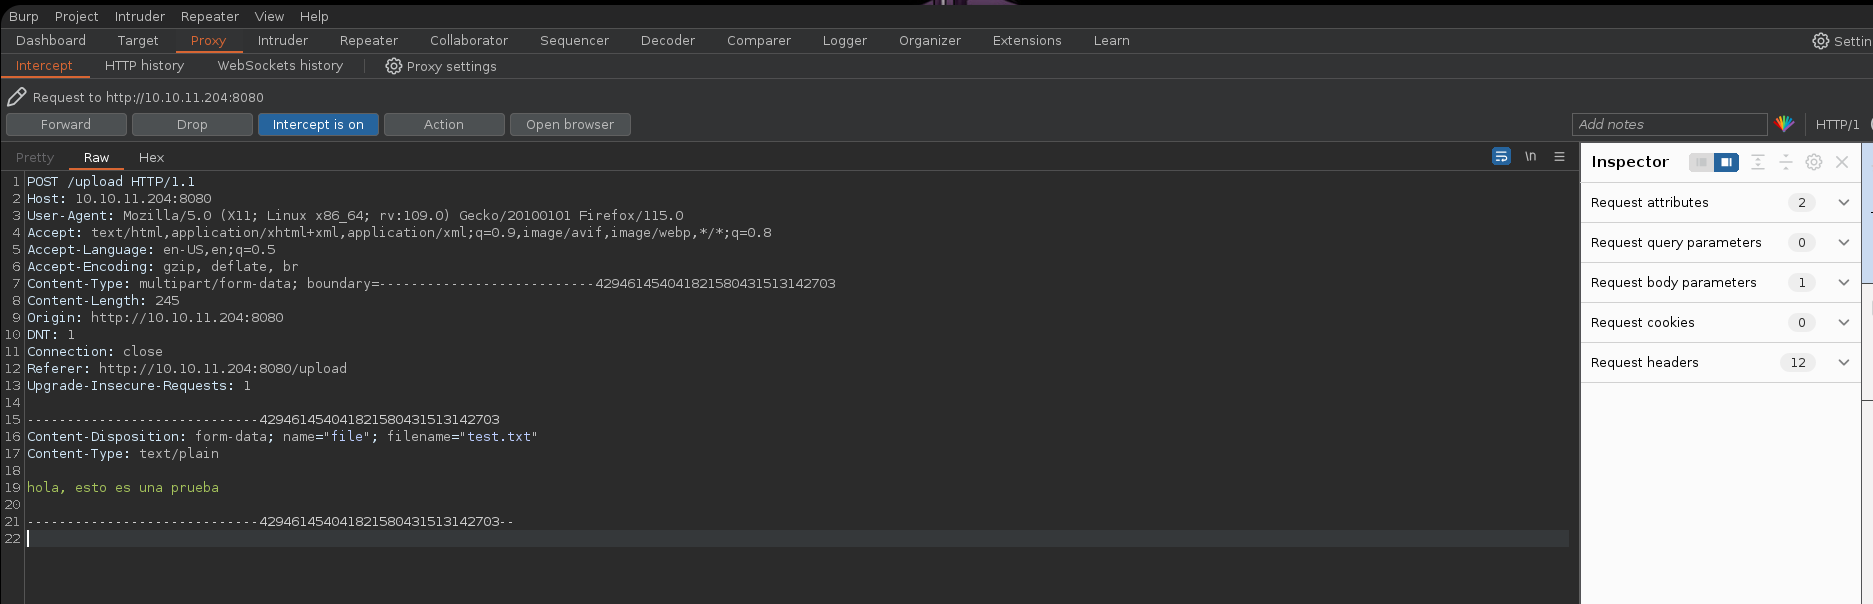 Burp Project Intruder Repeater View Help
Dashboard Target Proxy Intruder Repeater Collaborator Sequencer Decoder Comparer Logger Organizer Extensions Learn Settin
Intercept HTTP history WebSockets history Proxy settings
Request to http://10.10.11.204:8080
Forward Drop Intercept is on Action Open browser Add notes HTTP/1
Pretty Raw Hex \n Inspector
1 POST /upload HTTP/1.1
2 Host: 10.10.11.204:8080
3 User-Agent: Mozilla/5.0 (X11; Linux x86_64; rv:109.0) Gecko/20100101 Firefox/115.0
4 Accept: text/html,application/xhtml+xml,application/xml;q=0.9,image/avif,image/webp,*/*;q=0.8
5 Accept-Language: en-US,en;q=0.5
6 Accept-Encoding: gzip, deflate, br
7 Content-Type: multipart/form-data; boundary=---------------------------429461454041821580431513142703
8 Content-Length: 245
9 Origin: http://10.10.11.204:8080
10 DNT: 1
11 Connection: close
12 Referer: http://10.10.11.204:8080/upload
13 Upgrade-Insecure-Requests: 1
14
15 -----------------------------429461454041821580431513142703
16 Content-Disposition: form-data; name="file"; filename="test.txt"
17 Content-Type: text/plain
18
19 hola, esto es una prueba
20
21 -----------------------------429461454041821580431513142703--
22
Request attributes 2
Request query parameters 0
Request body parameters 1
Request cookies 0
Request headers 12